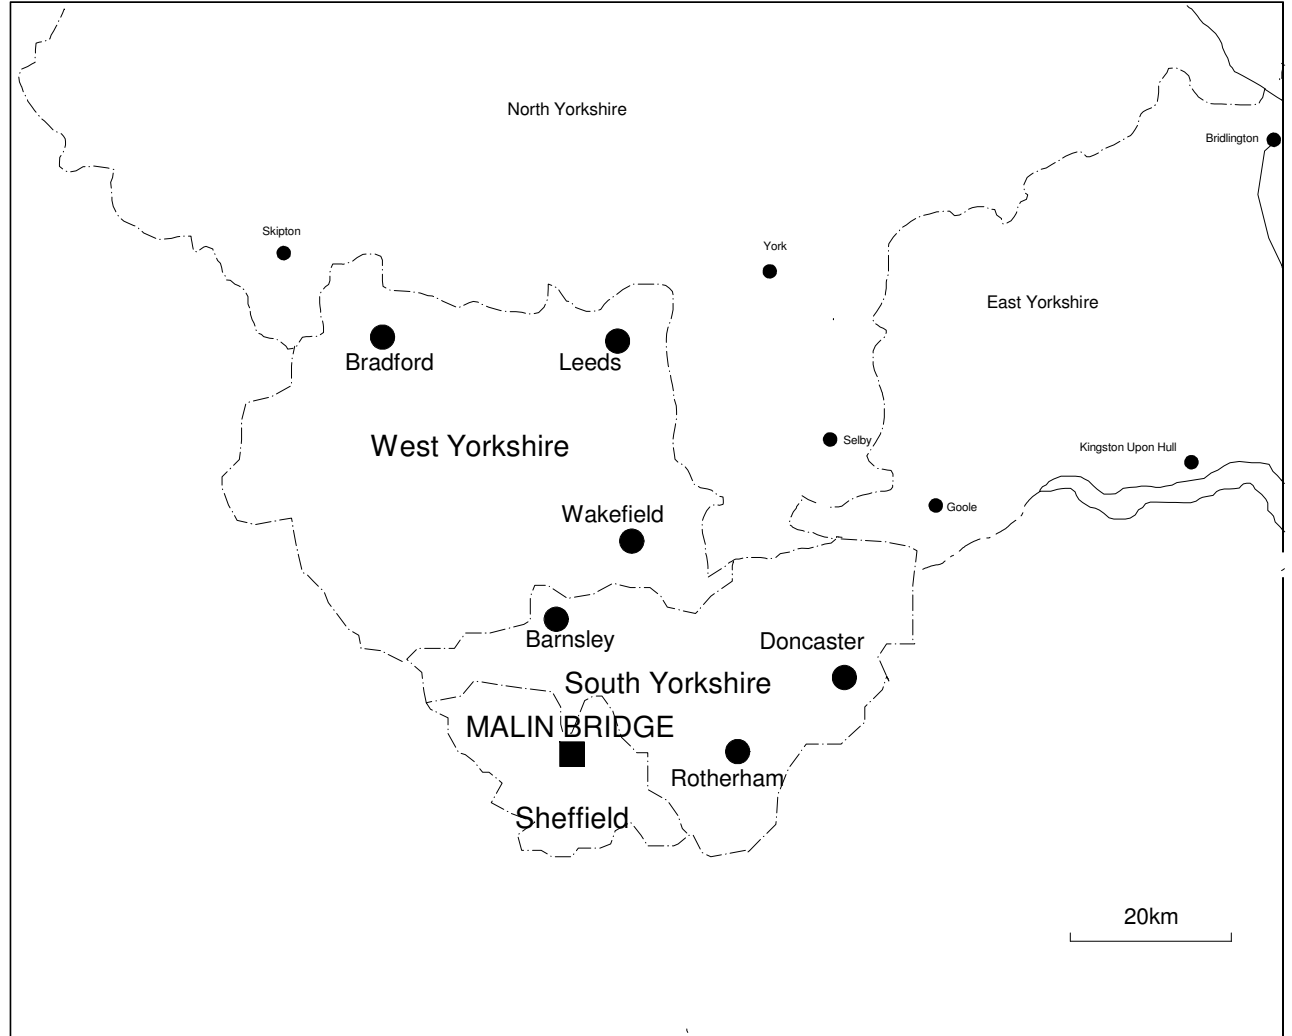 North Yorkshire
Bridlington
Skipton
York
East Yorkshire
Bradford
Leeds
West Yorkshire
Selby
Kingston Upon Hull
Goole
Wakefield
Barnsley
Doncaster
South Yorkshire
MALIN BRIDGE
Rotherham
Sheffield
20km